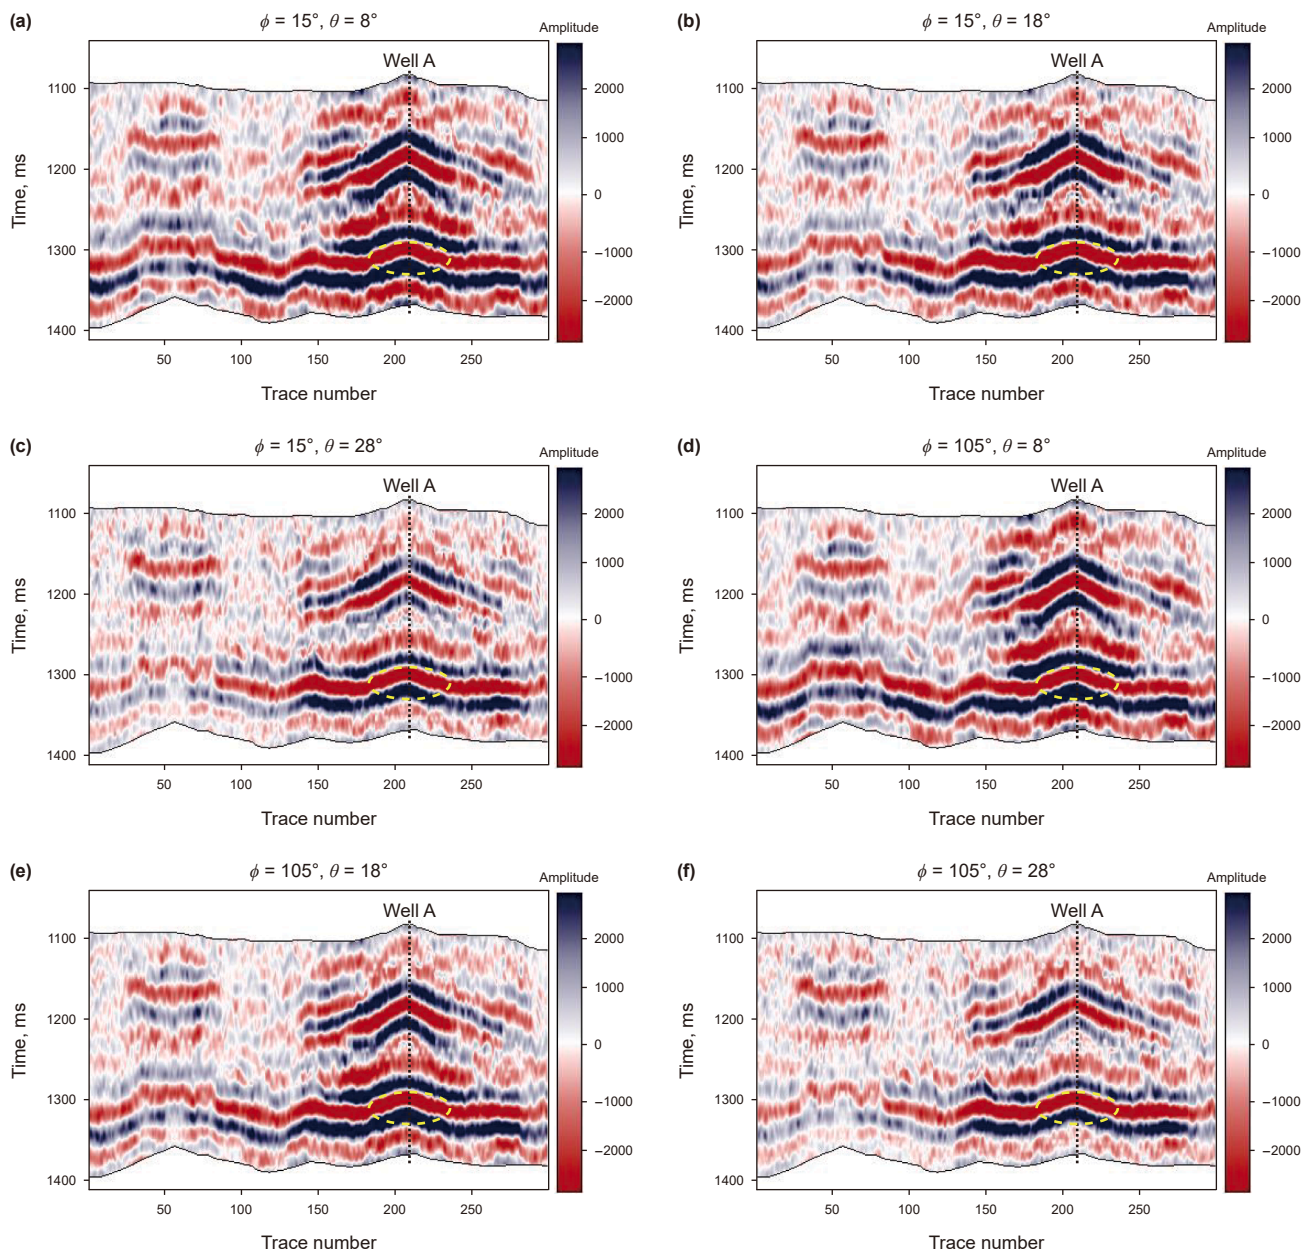 (a)
ϕ = 15°, θ = 8°
Amplitude
Well A
1100
1200
1300
1400
Time, ms
50 100 150 200 250
Trace number
2000
1000
0
−1000
−2000
(b)
ϕ = 15°, θ = 18°
Amplitude
Well A
1100
1200
1300
1400
Time, ms
50 100 150 200 250
Trace number
2000
1000
0
−1000
−2000
(c)
ϕ = 15°, θ = 28°
Amplitude
Well A
1100
1200
1300
1400
Time, ms
50 100 150 200 250
Trace number
2000
1000
0
−1000
−2000
(d)
ϕ = 105°, θ = 8°
Amplitude
Well A
1100
1200
1300
1400
Time, ms
50 100 150 200 250
Trace number
2000
1000
0
−1000
−2000
(e)
ϕ = 105°, θ = 18°
Amplitude
Well A
1100
1200
1300
1400
Time, ms
50 100 150 200 250
Trace number
2000
1000
0
−1000
−2000
(f)
ϕ = 105°, θ = 28°
Amplitude
Well A
1100
1200
1300
1400
Time, ms
50 100 150 200 250
Trace number
2000
1000
0
−1000
−2000